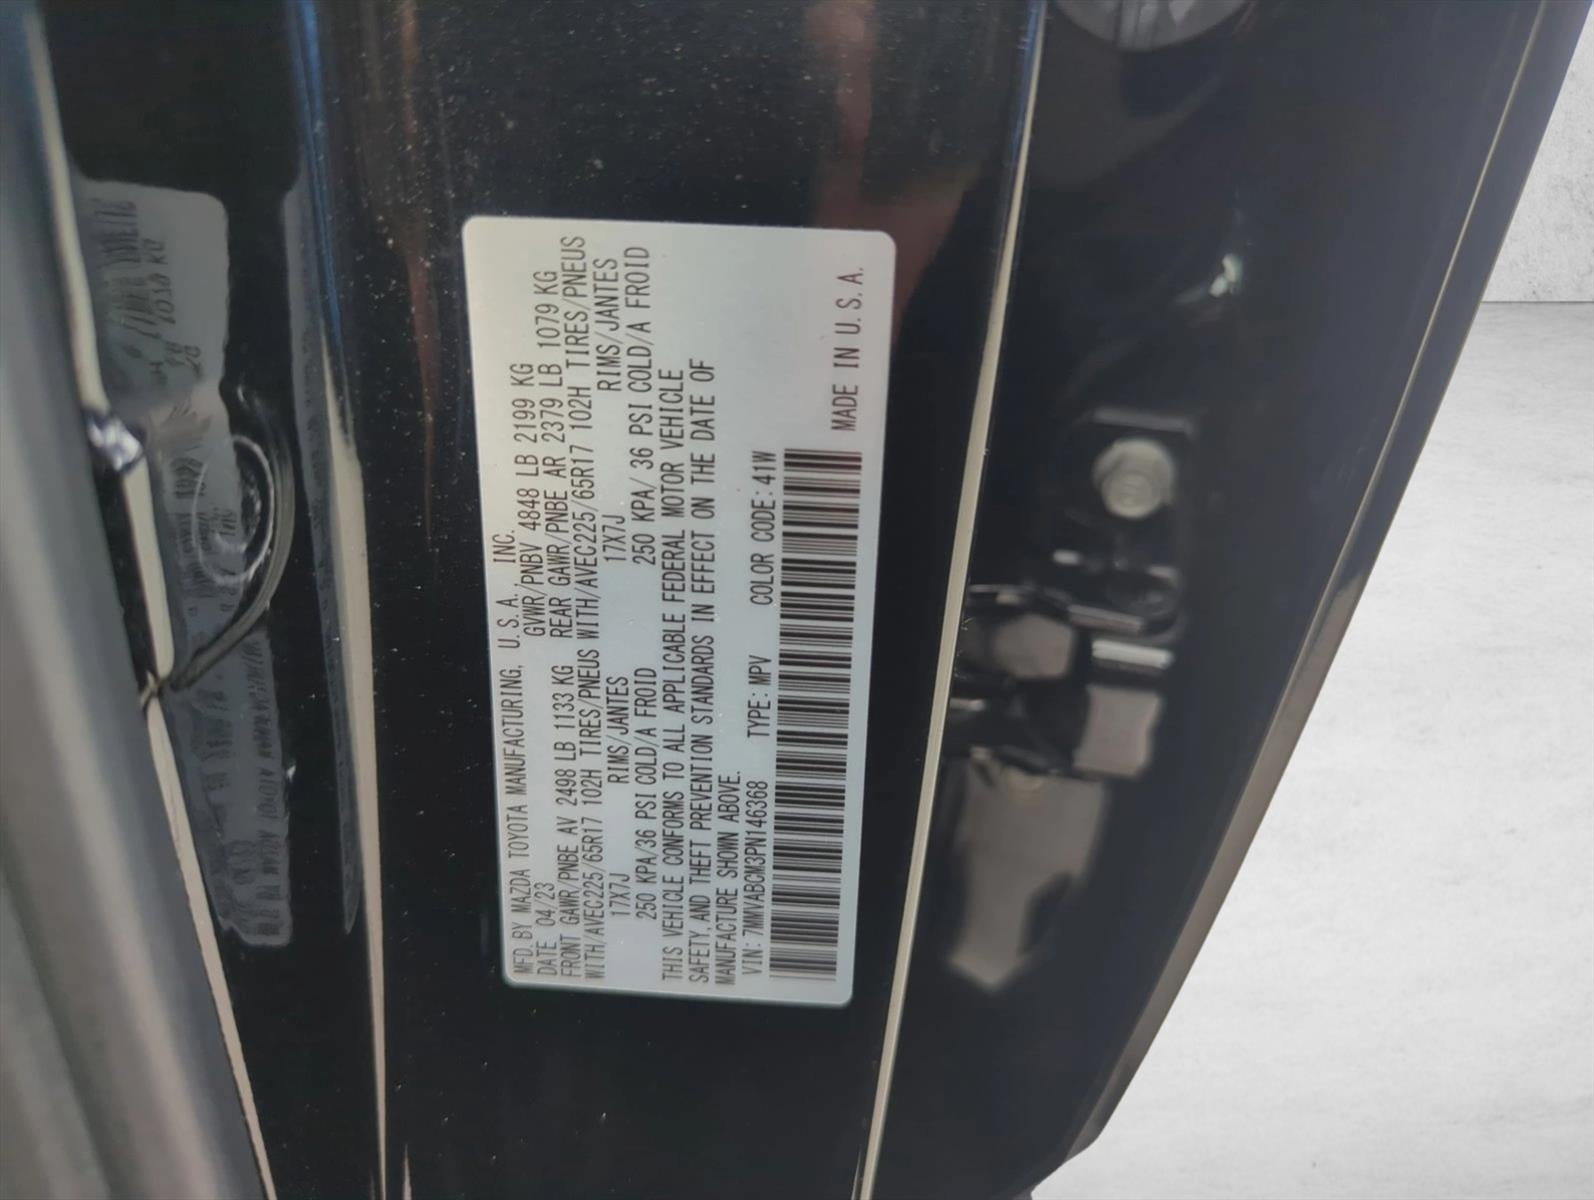 MFD. BY MAZDA TOYOTA MANUFACTURING, U.S.A., INC.
DATE 04/23 GVWR/PNBV 4848 LB 2199 KG
FRONT GAWR/PNBE AV 2498 LB 1133 KG REAR GAWR/PNBE AR 2379 LB 1079 KG
WITH/AVEC225/65R17 102H TIRES/PNEUS WITH/AVEC225/65R17 102H TIRES/PNEUS
17X7J RIMS/JANTES 17X7J RIMS/JANTES
250 KPA/36 PSI COLD/A FROID 250 KPA/ 36 PSI COLD/A FROID
THIS VEHICLE CONFORMS TO ALL APPLICABLE FEDERAL MOTOR VEHICLE
SAFETY,AND THEFT PREVENTION STANDARDS IN EFFECT ON THE DATE OF
MANUFACTURE SHOWN ABOVE.
VIN:7MMVABCM3PN146368 TYPE:MPV COLOR CODE:41W
MADE IN U.S.A.